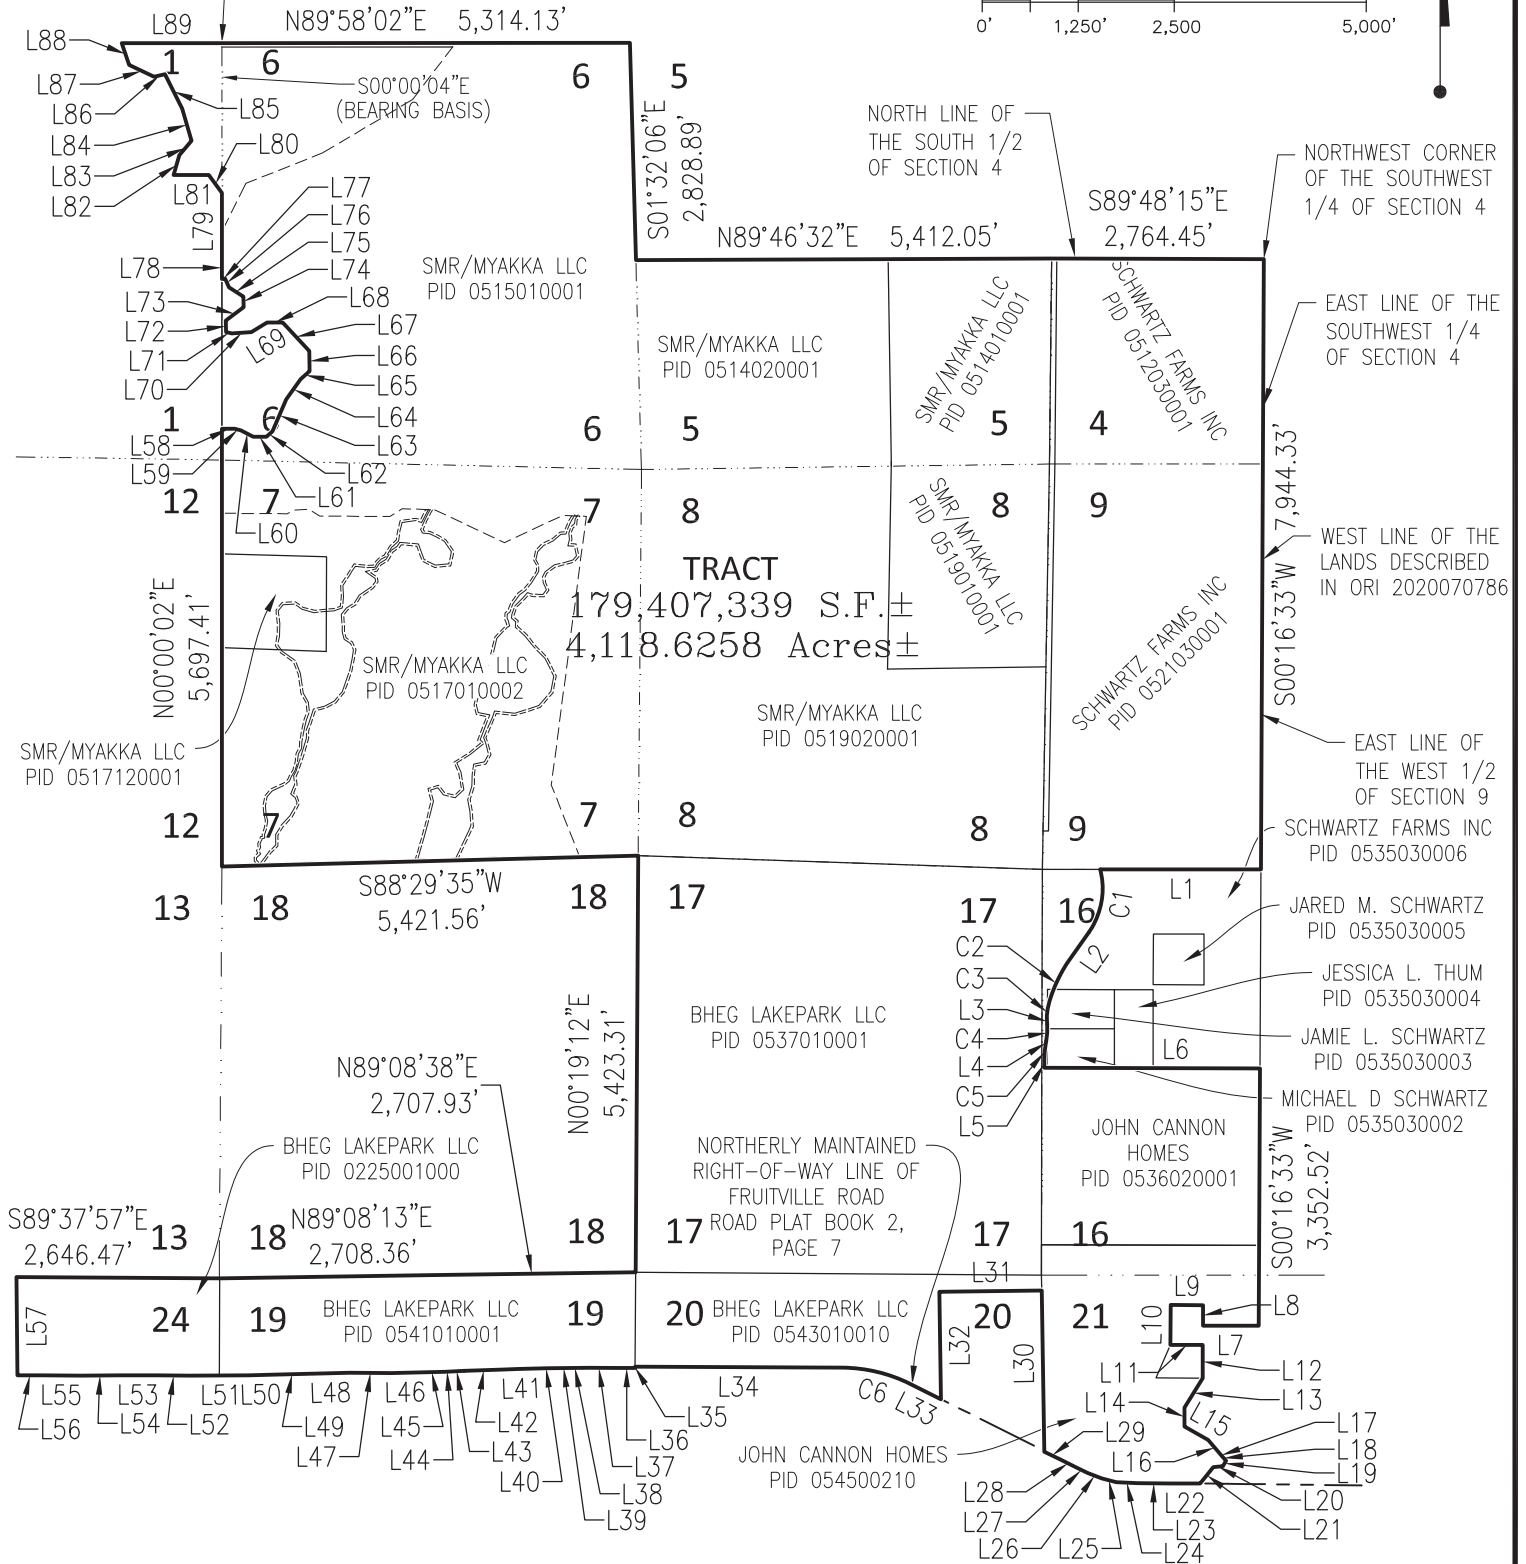 L89
N89°58'02"E 5,314.13'
0' 1,250' 2,500 5,000'
L88
L87
L86
L85
L84
L83
L82
L81
L80
L79
L78
L77
L76
L75
L74
L73
L72
L71
L70
L69
L68
L67
L66
L65
L64
L63
L62
L61
L60
L59
L58
1 6
6 5
S00°00'04"E
(BEARING BASIS)
S01°32'06"E
2,828.89'
NORTH LINE OF
THE SOUTH 1/2
OF SECTION 4
NORTHWEST CORNER
OF THE SOUTHWEST
1/4 OF SECTION 4
S89°48'15"E
2,764.45'
N89°46'32"E 5,412.05'
SMR/MYAKKA LLC
PID 0515010001
SMR/MYAKKA LLC
PID 0514020001
SMR/MYAKKA LLC
PID 0514010001
SCHWARTZ FARMS INC
PID 0512030001
EAST LINE OF THE
SOUTHWEST 1/4
OF SECTION 4
1 6
6 5
5 4
12 7
7 8
8 9
SMR/MYAKKA LLC
PID 0519010001
TRACT
179,407,339 S.F.±
4,118.6258 Acres±
S00°16'33"W 7,944.33'
WEST LINE OF THE
LANDS DESCRIBED
IN ORI 2020070786
N00°00'02"E
5,697.41'
SMR/MYAKKA LLC
PID 0517010002
SMR/MYAKKA LLC
PID 0519020001
SCHWARTZ FARMS INC
PID 0521030001
SMR/MYAKKA LLC
PID 0517120001
EAST LINE OF
THE WEST 1/2
OF SECTION 9
12 7
7 8
8 9
SCHWARTZ FARMS INC
PID 0535030006
S88°29'35"W
5,421.56'
13 18
18 17
17 16
C1
L1
L2
JARED M. SCHWARTZ
PID 0535030005
C2
C3
L3
C4
L4
C5
L5
L6
JESSICA L. THUM
PID 0535030004
JAMIE L. SCHWARTZ
PID 0535030003
MICHAEL D SCHWARTZ
PID 0535030002
N00°19'12"E
5,423.31'
BHEG LAKEPARK LLC
PID 0537010001
N89°08'38"E
2,707.93'
BHEG LAKEPARK LLC
PID 0225001000
NORTHERLY MAINTAINED
RIGHT-OF-WAY LINE OF
FRUITVILLE ROAD
ROAD PLAT BOOK 2,
PAGE 7
JOHN CANNON
HOMES
PID 0536020001
S00°16'33"W
3,352.52'
S89°37'57"E
2,646.47'
N89°08'13"E
2,708.36'
13 18
18 17
17 16
L31
L9
L8
L10
L7
24 19
19 20
20 21
BHEG LAKEPARK LLC
PID 0541010001
BHEG LAKEPARK LLC
PID 0543010010
L57
L32
L30
L11
L12
L13
L14
L15
L16
L17
L18
L19
L20
L21
L22
L23
L24
L25
L26
L27
L28
L29
C6
L33
L34
L35
L36
L37
L38
L39
L40
L41
L42
L43
L44
L45
L46
L47
L48
L49
L50
L51
L52
L53
L54
L55
L56
JOHN CANNON HOMES
PID 054500210